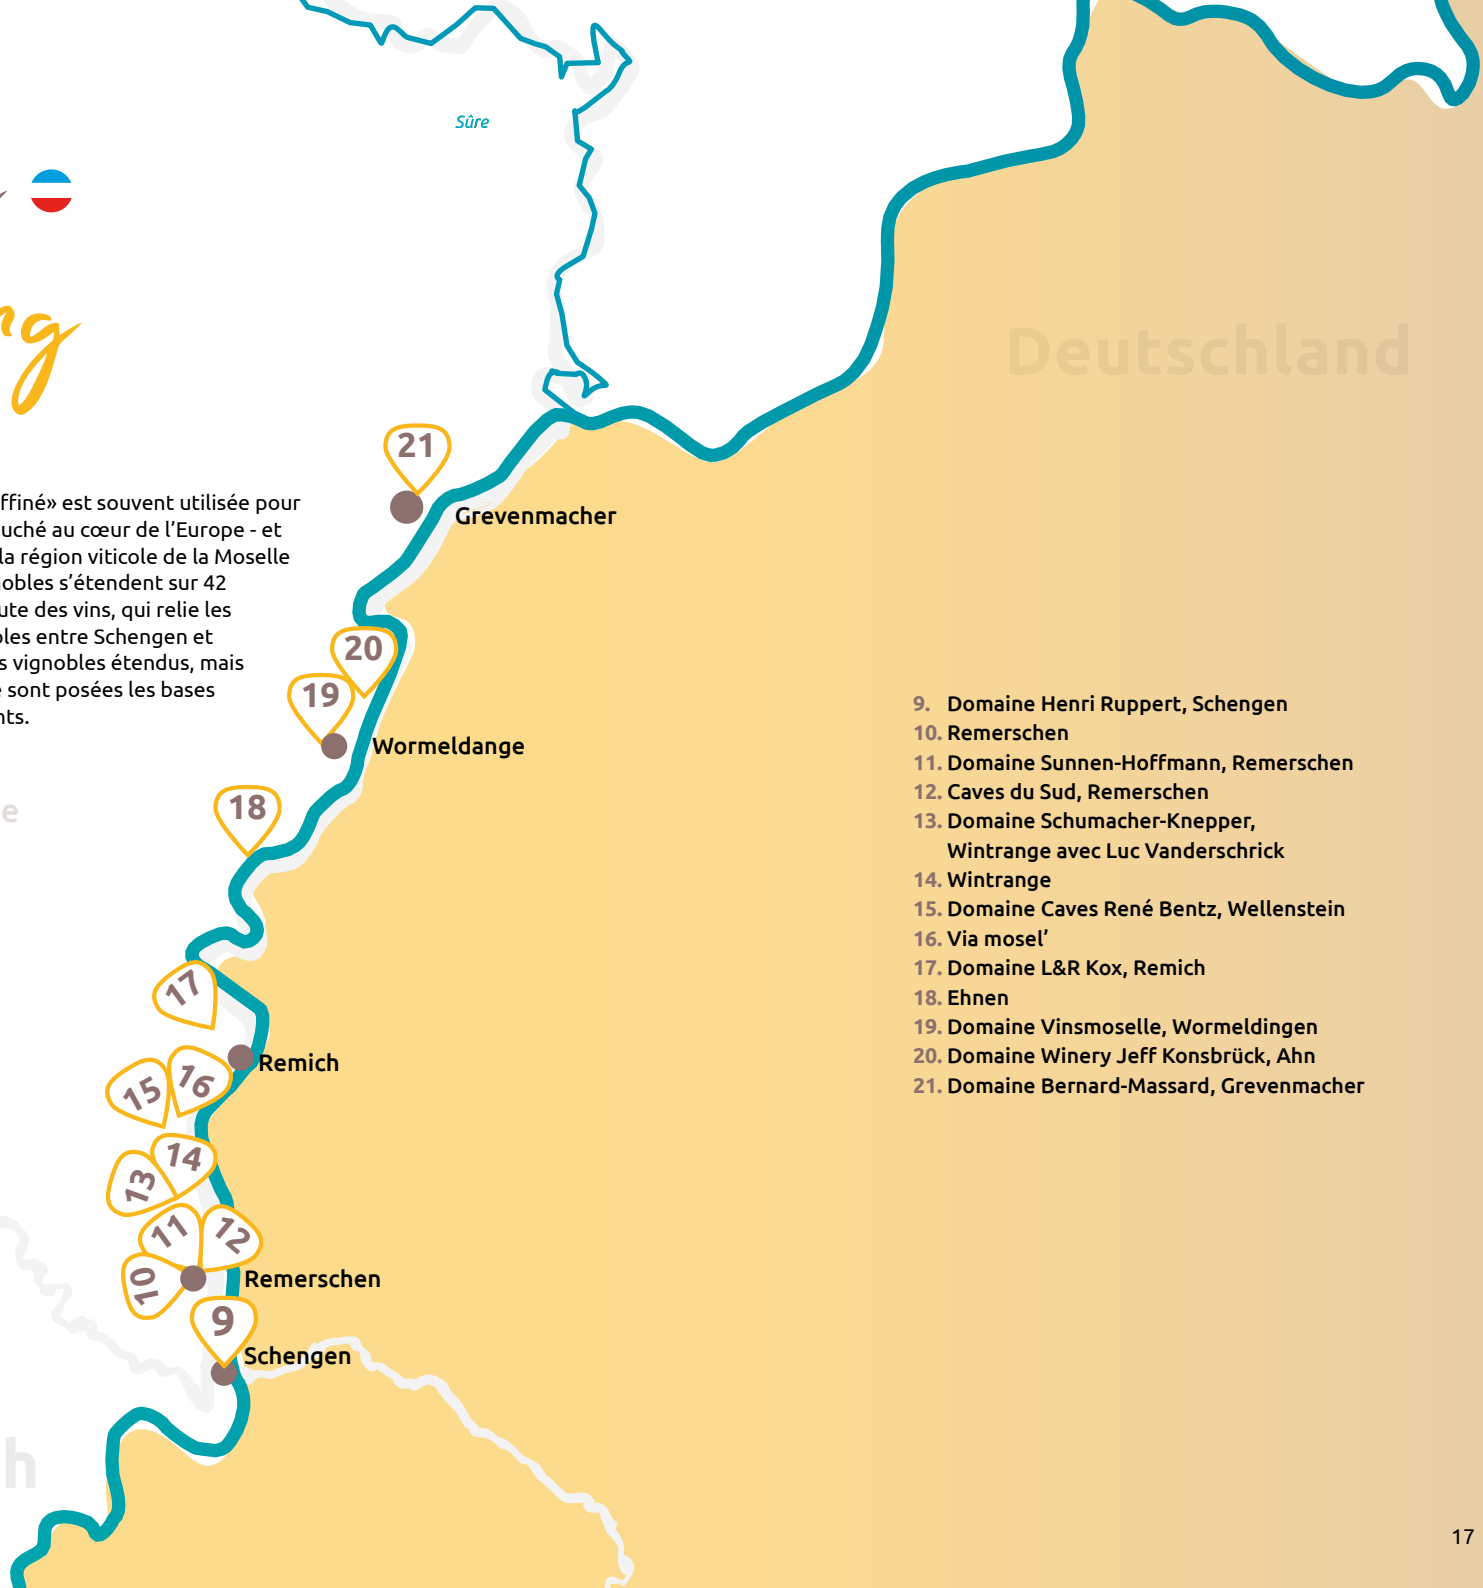 Sûre
ng
Deutschland
21
Grevenmacher
ffiné» est souvent utilisée pour
uché au cœur de l’Europe - et
la région viticole de la Moselle
nobles s’étendent sur 42
ute des vins, qui relie les
bles entre Schengen et
s vignobles étendus, mais
e sont posées les bases
nts.
20
19
Wormeldange
e
18
17
Remich
15
16
14
13
11
12
10
Remerschen
9
Schengen
h
9. Domaine Henri Ruppert, Schengen
10. Remerschen
11. Domaine Sunnen-Hoffmann, Remerschen
12. Caves du Sud, Remerschen
13. Domaine Schumacher-Knepper,
Wintrange avec Luc Vanderschrick
14. Wintrange
15. Domaine Caves René Bentz, Wellenstein
16. Via mosel’
17. Domaine L&R Kox, Remich
18. Ehnen
19. Domaine Vinsmoselle, Wormeldingen
20. Domaine Winery Jeff Konsbrück, Ahn
21. Domaine Bernard-Massard, Grevenmacher
17